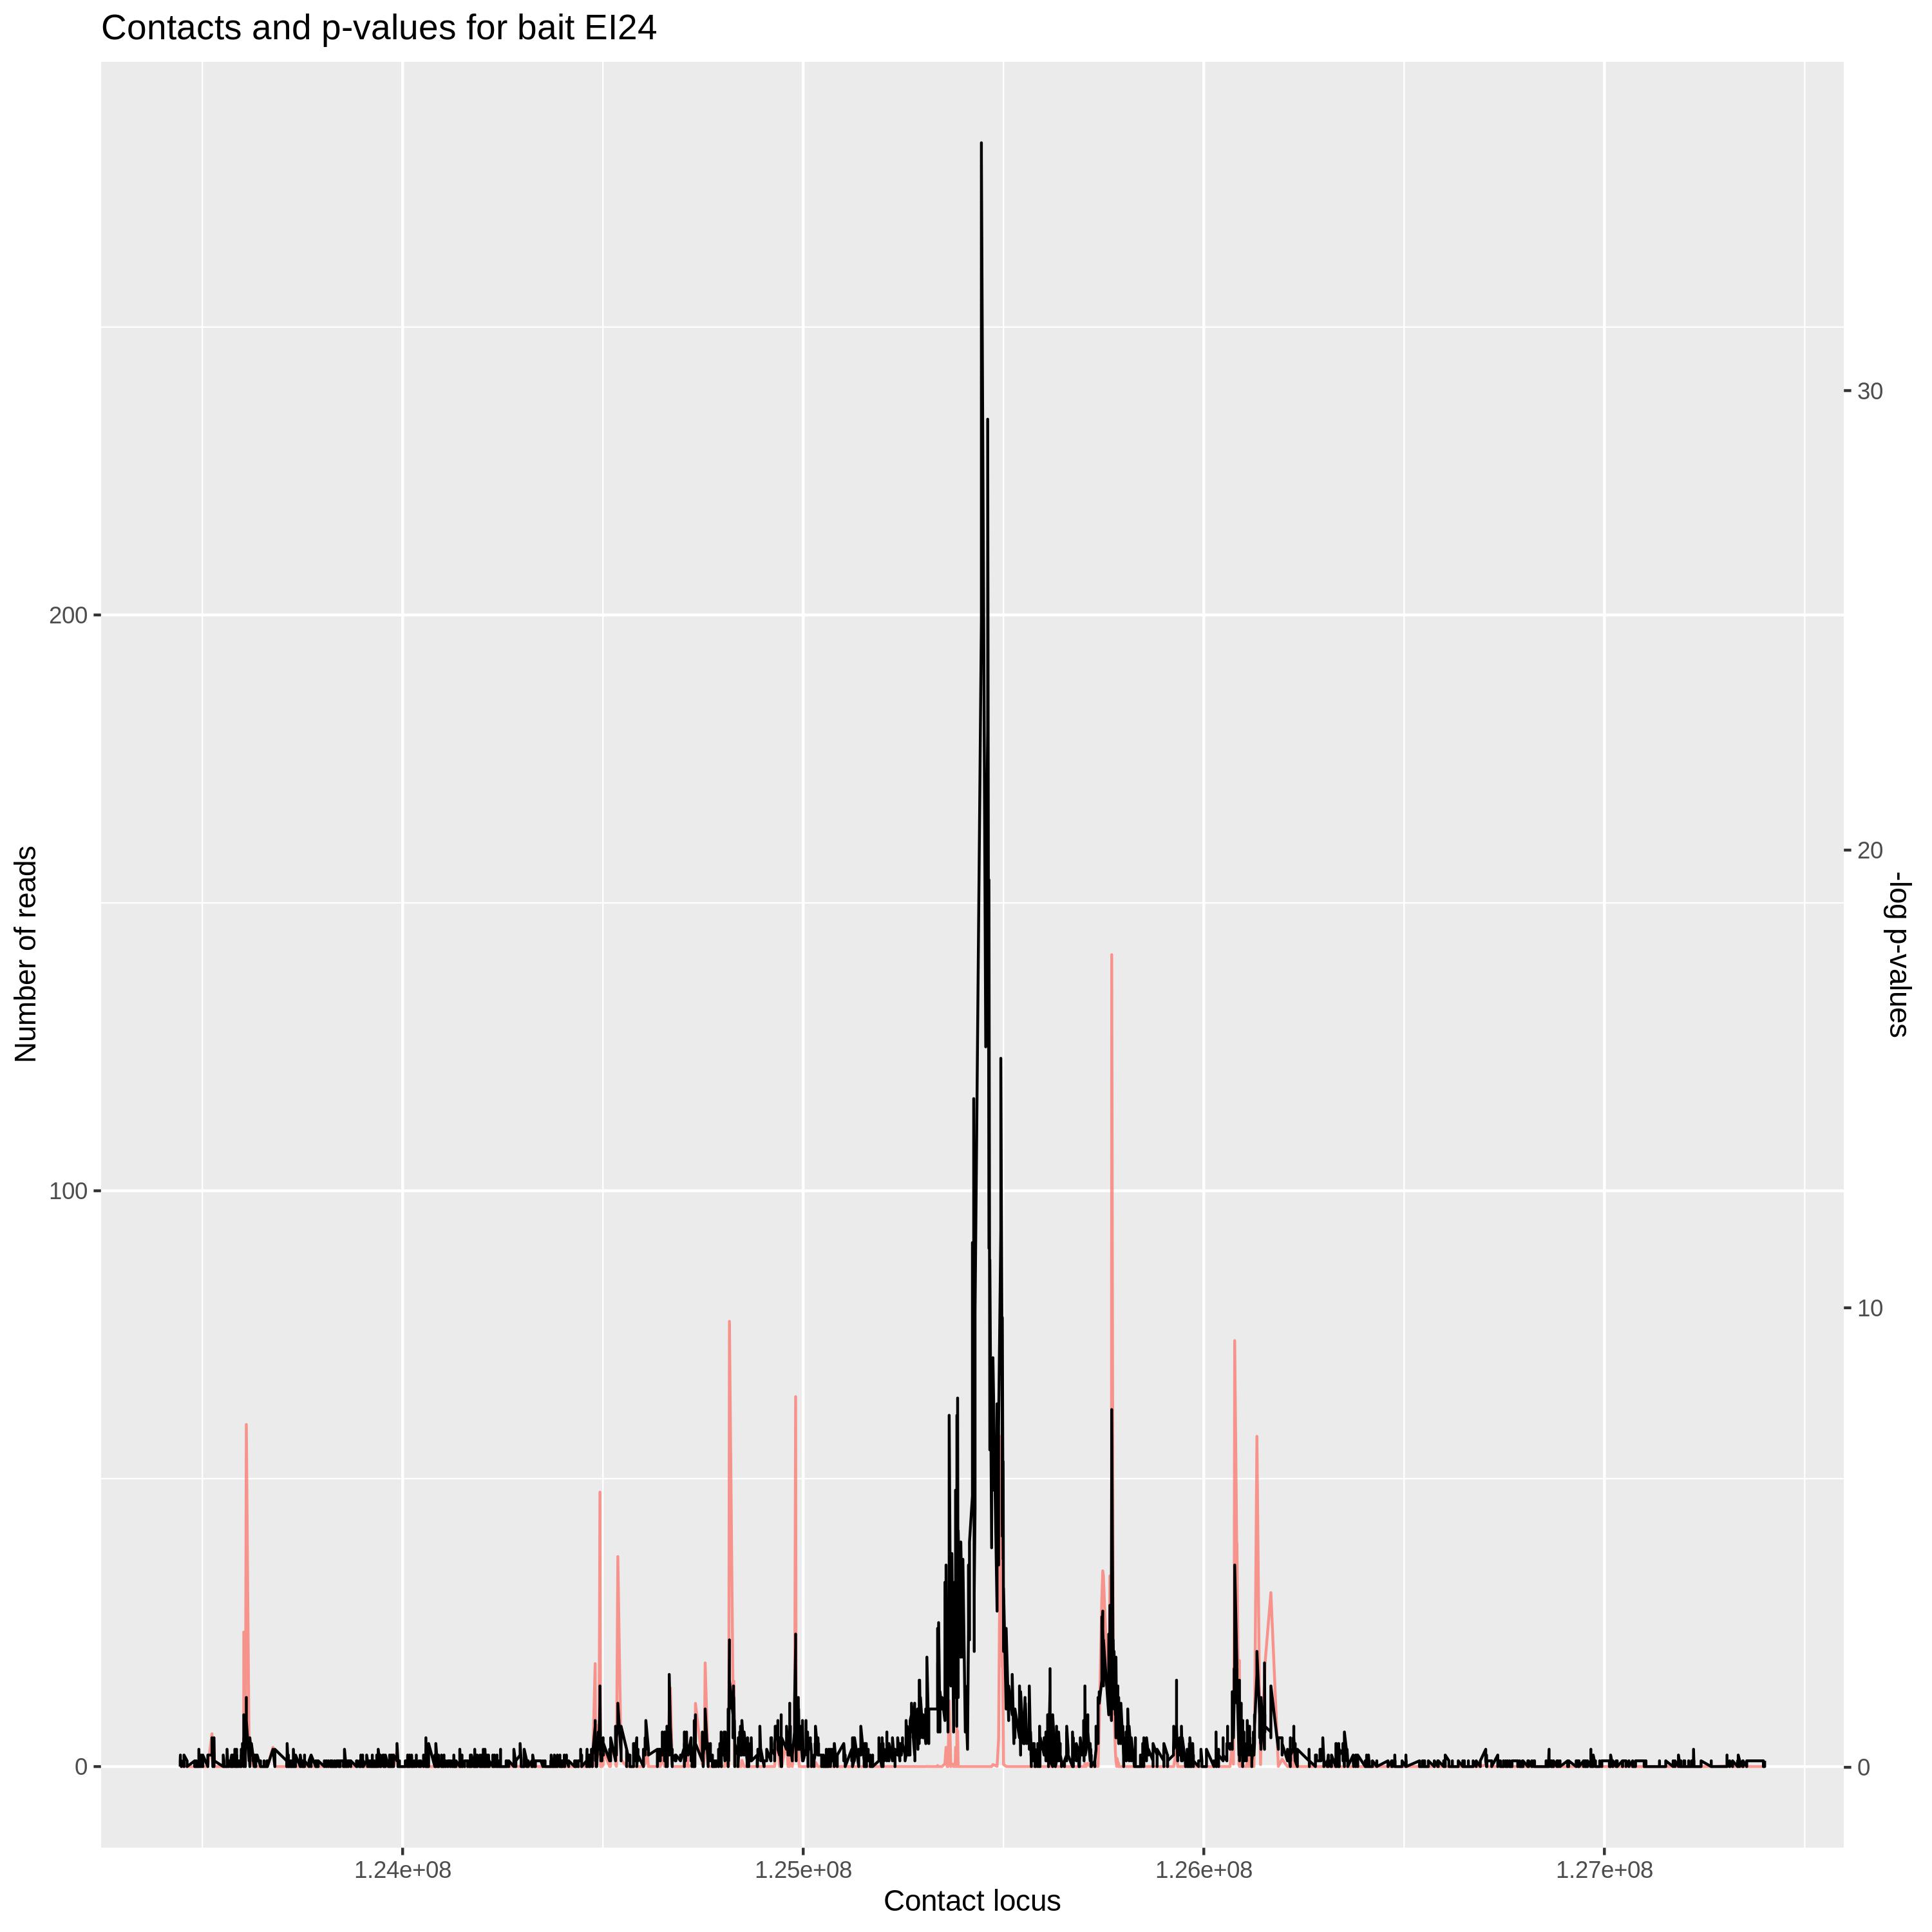 Contacts and p-values for bait EI24
Number of reads
200
100
0
30
20
10
0
-log p-values
1.24e+08
1.25e+08
1.26e+08
1.27e+08
Contact locus